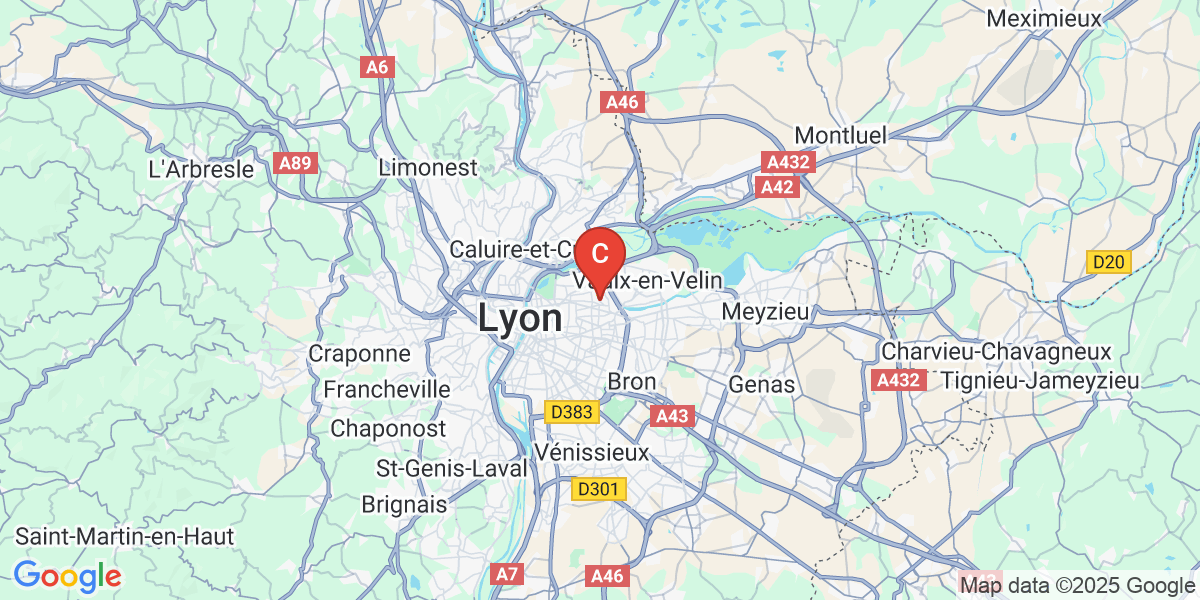 Meximieux
A6
A46
Montluel
L'Arbresle
A89
Limonest
A432
A42
Caluire-et-C
C
D20
Vaulx-en-Velin
Lyon
Meyzieu
Craponne
Charvieu-Chavagneux
Francheville
Bron
Genas
A432
Tignieu-Jameyzieu
D383
A43
Chaponost
Vénissieux
St-Genis-Laval
D301
Brignais
Saint-Martin-en-Haut
Google
A7
A46
Map data ©2025 Google